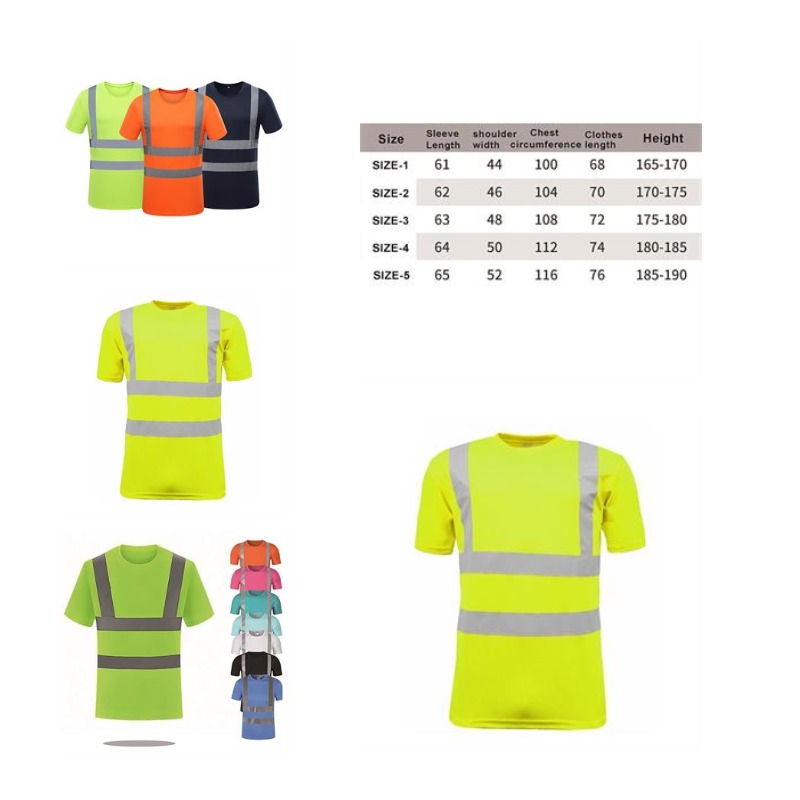 Size Sleeve Length shoulder width Chest circumference Clothes length Height
SIZE-1 61 44 100 68 165-170
SIZE-2 62 46 104 70 170-175
SIZE-3 63 48 108 72 175-180
SIZE-4 64 50 112 74 180-185
SIZE-5 65 52 116 76 185-190